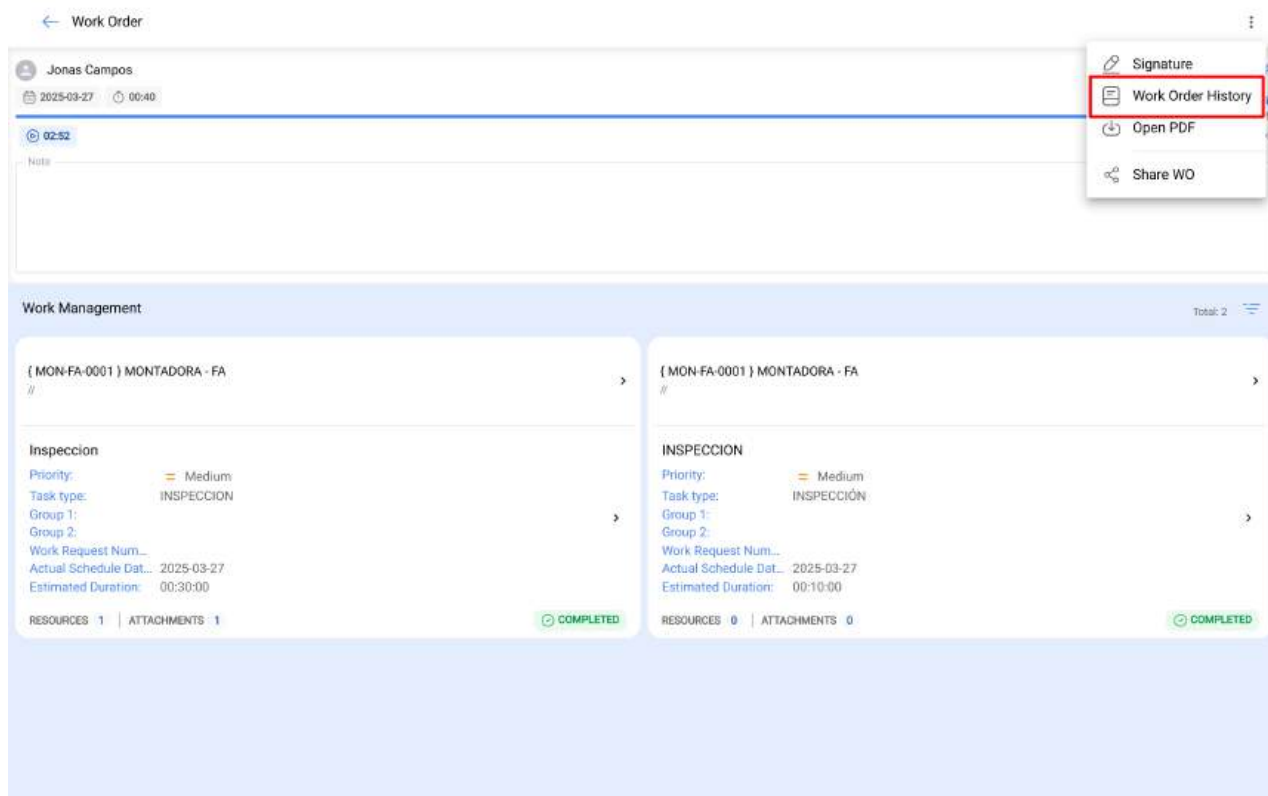 Work Order
Jonas Campos
2025-03-27 00:40
02:52
Note
Signature
Work Order History
Open PDF
Share WO
Work Management
Total: 2
{ MON-FA-0001 } MONTADORA - FA
//
Inspeccion
Priority: Medium
Task type: INSPECCION
Group 1:
Group 2:
Work Request Num...
Actual Schedule Dat... 2025-03-27
Estimated Duration: 00:30:00
RESOURCES 1 | ATTACHMENTS 1
COMPLETED
{ MON-FA-0001 } MONTADORA - FA
//
INSPECCION
Priority: Medium
Task type: INSPECCIÓN
Group 1:
Group 2:
Work Request Num...
Actual Schedule Dat... 2025-03-27
Estimated Duration: 00:10:00
RESOURCES 0 | ATTACHMENTS 0
COMPLETED